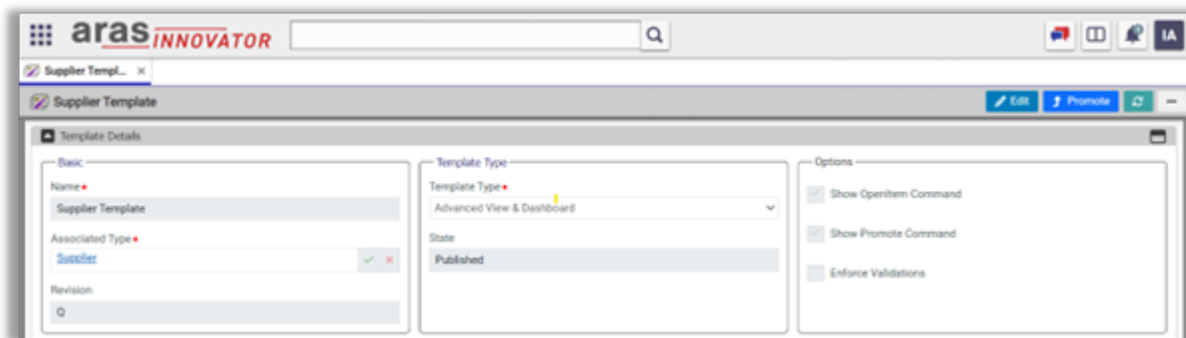 aras INNOVATOR
IA
Supplier Templ... ×
Supplier Template
Edit
Promote
Template Details
Basic
Name
Supplier Template
Associated Type
Supplier
Revision
Q
Template Type
Template Type
Advanced View & Dashboard
State
Published
Options
Show OpenItem Command
Show Promote Command
Enforce Validations